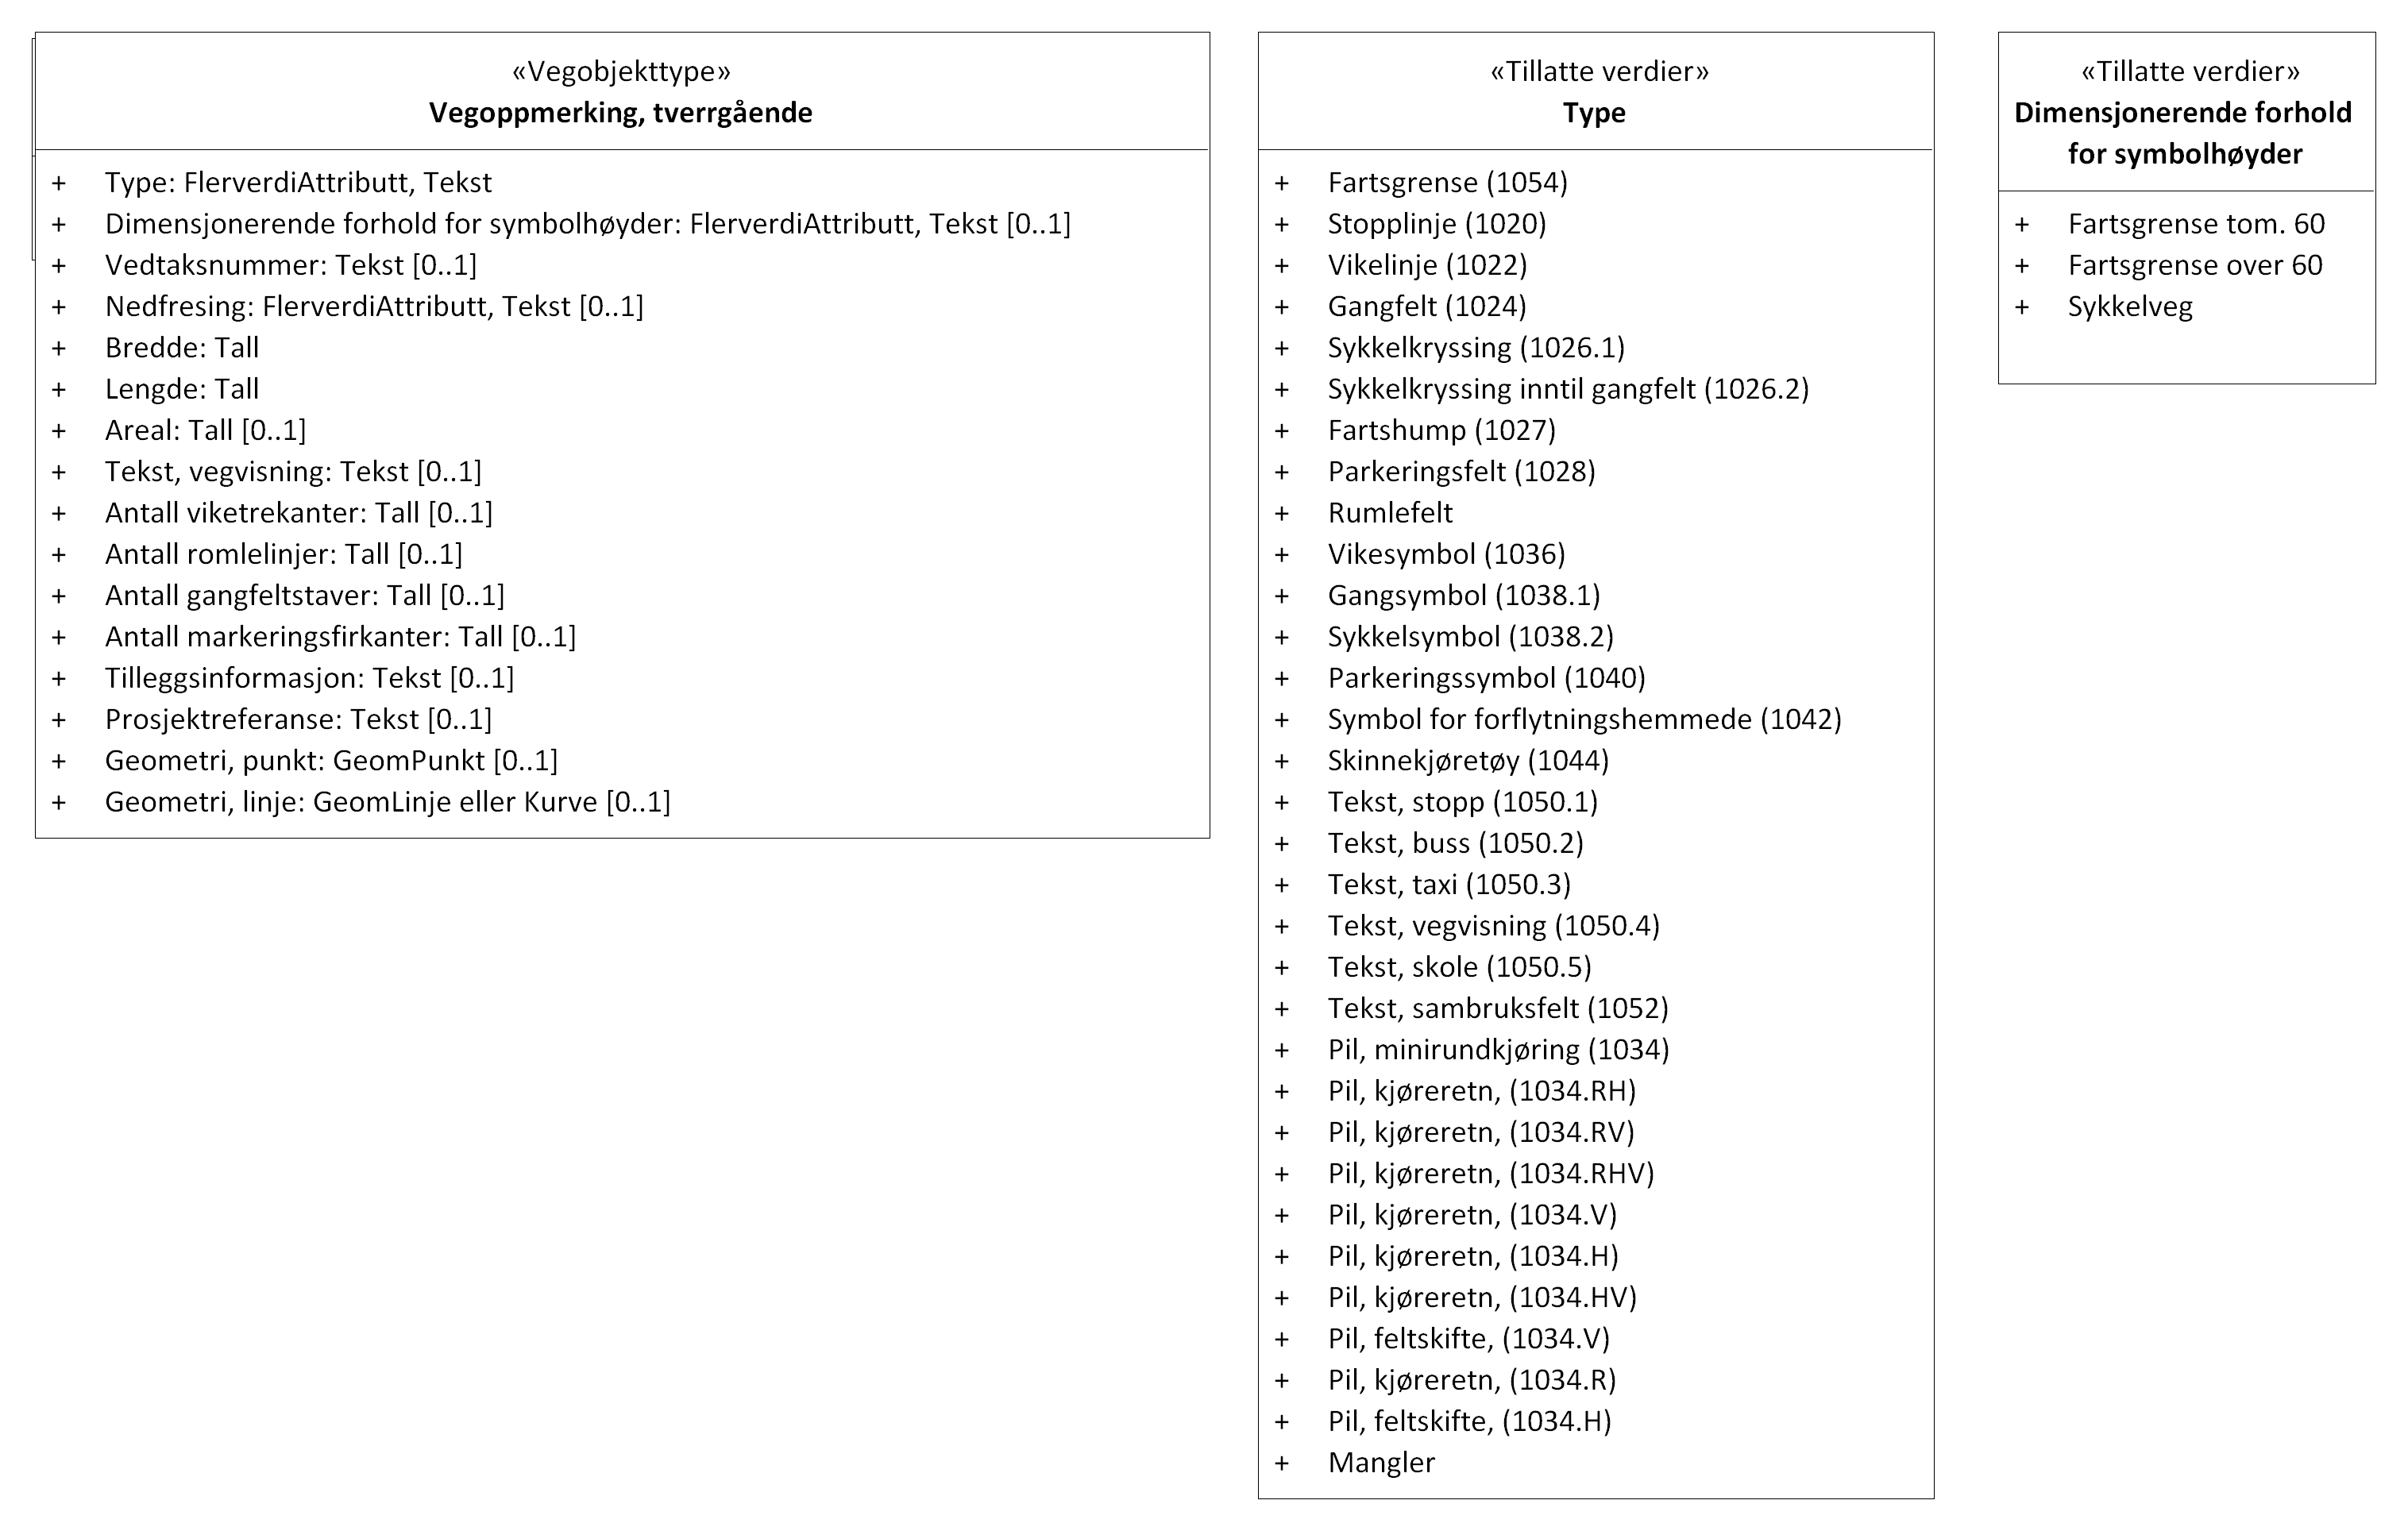 «Vegobjekttype»
Vegoppmerking, tverrgående
+ Type: FlerverdiAttributt, Tekst
+ Dimensjonerende forhold for symbolhøyder: FlerverdiAttributt, Tekst [0..1]
+ Vedtaksnummer: Tekst [0..1]
+ Nedfresing: FlerverdiAttributt, Tekst [0..1]
+ Bredde: Tall
+ Lengde: Tall
+ Areal: Tall [0..1]
+ Tekst, vegvisning: Tekst [0..1]
+ Antall viketrekanter: Tall [0..1]
+ Antall romlelinjer: Tall [0..1]
+ Antall gangfeltstaver: Tall [0..1]
+ Antall markeringsfirkanter: Tall [0..1]
+ Tilleggsinformasjon: Tekst [0..1]
+ Prosjektreferanse: Tekst [0..1]
+ Geometri, punkt: GeomPunkt [0..1]
+ Geometri, linje: GeomLinje eller Kurve [0..1]
«Tillatte verdier»
Type
+ Fartsgrense (1054)
+ Stopplinje (1020)
+ Vikelinje (1022)
+ Gangfelt (1024)
+ Sykkelkryssing (1026.1)
+ Sykkelkryssing inntil gangfelt (1026.2)
+ Fartshump (1027)
+ Parkeringsfelt (1028)
+ Rumlefelt
+ Vikesymbol (1036)
+ Gangsymbol (1038.1)
+ Sykkelsymbol (1038.2)
+ Parkeringssymbol (1040)
+ Symbol for forflytningshemmede (1042)
+ Skinnekjøretøy (1044)
+ Tekst, stopp (1050.1)
+ Tekst, buss (1050.2)
+ Tekst, taxi (1050.3)
+ Tekst, vegvisning (1050.4)
+ Tekst, skole (1050.5)
+ Tekst, sambruksfelt (1052)
+ Pil, minirundkjøring (1034)
+ Pil, kjøreretn, (1034.RH)
+ Pil, kjøreretn, (1034.RV)
+ Pil, kjøreretn, (1034.RHV)
+ Pil, kjøreretn, (1034.V)
+ Pil, kjøreretn, (1034.H)
+ Pil, kjøreretn, (1034.HV)
+ Pil, feltskifte, (1034.V)
+ Pil, kjøreretn, (1034.R)
+ Pil, feltskifte, (1034.H)
+ Mangler
«Tillatte verdier»
Dimensjonerende forhold
for symbolhøyder
+ Fartsgrense tom. 60
+ Fartsgrense over 60
+ Sykkelveg